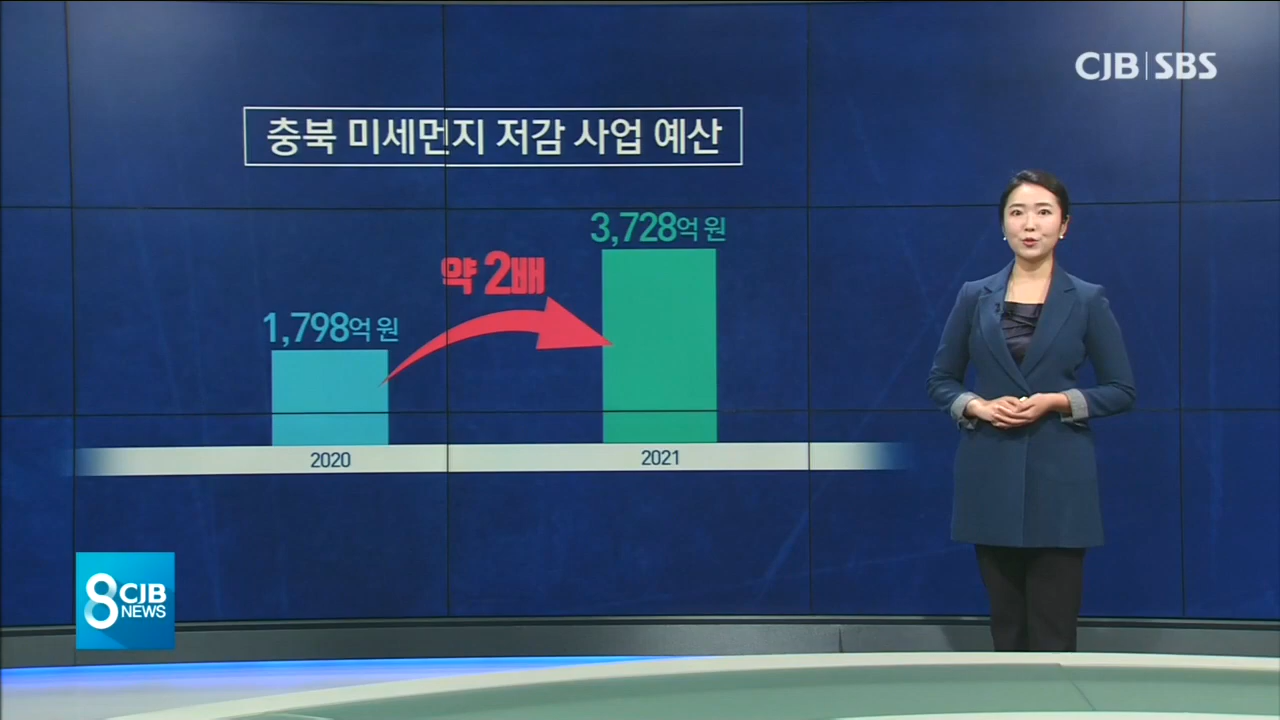 CJB SBS
충북 미세먼지 저감 사업 예산
3,728억 원
약 2배
1,798억 원
2020
2021
8 CJB
NEWS